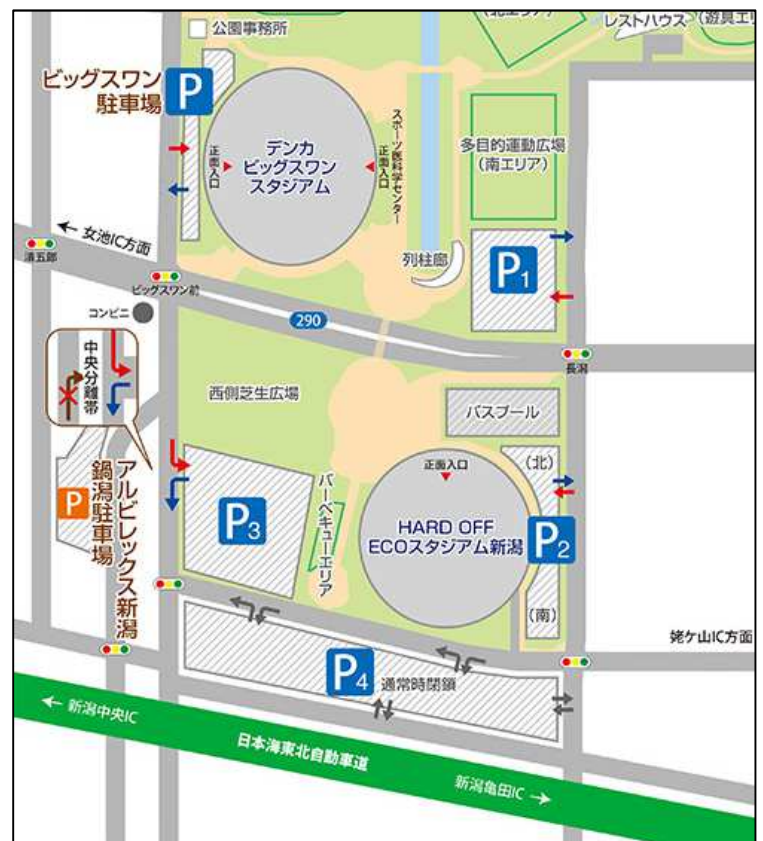 公園事務所
(北エリア)
レストハウス
(遊具エリ
ビッグスワン
駐車場
P
デンカ
ビッグスワン
スタジアム
正面入口
正面入口
スポーツ医科学センター
多目的運動広場
(南エリア)
← 女池IC方面
清五郎
ビッグスワン前
コンビニ
列柱廊
P1
290
長潟
中央分離帯
西側芝生広場
バスプール
アルビレックス新潟
鍋潟駐車場
P
P3
バーベキューエリア
正面入口
HARD OFF
ECOスタジアム新潟
(北)
P2
(南)
姥ケ山IC方面
P4
通常時閉鎖
← 新潟中央IC
日本海東北自動車道
新潟亀田IC →